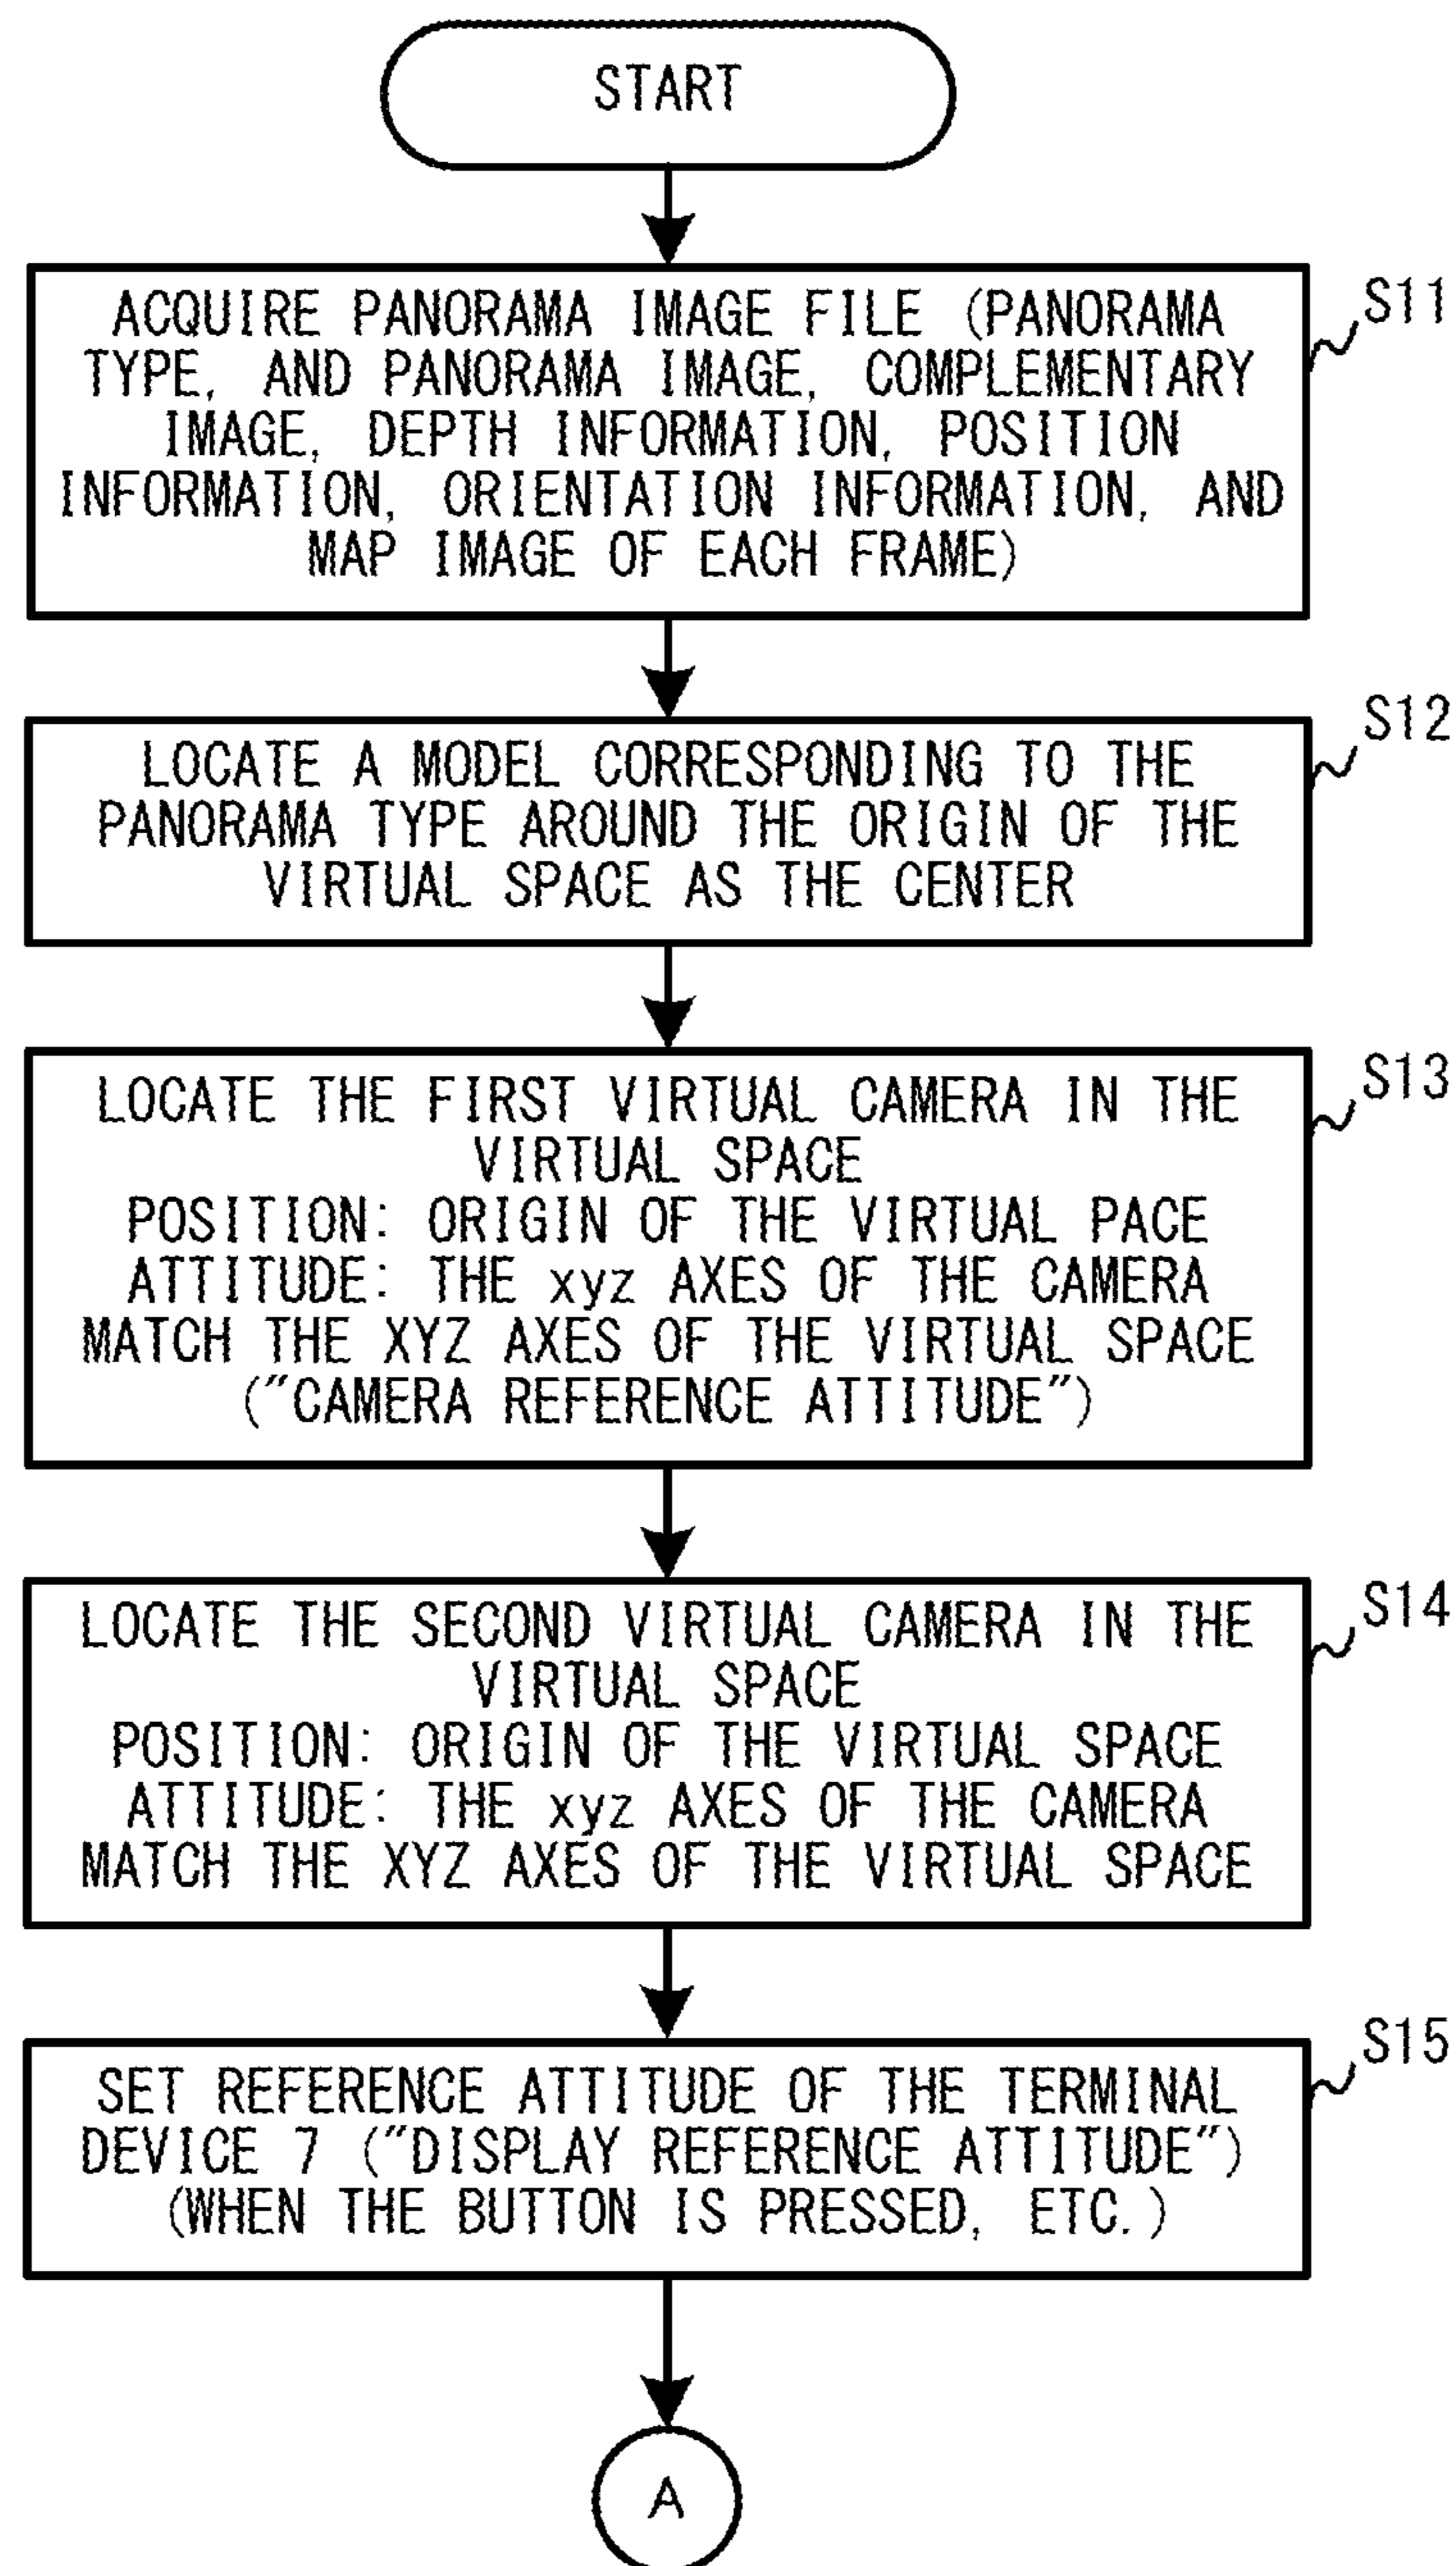 START
ACQUIRE PANORAMA IMAGE FILE (PANORAMA
TYPE, AND PANORAMA IMAGE, COMPLEMENTARY
IMAGE, DEPTH INFORMATION, POSITION
INFORMATION, ORIENTATION INFORMATION, AND
MAP IMAGE OF EACH FRAME)
S11
LOCATE A MODEL CORRESPONDING TO THE
PANORAMA TYPE AROUND THE ORIGIN OF THE
VIRTUAL SPACE AS THE CENTER
S12
LOCATE THE FIRST VIRTUAL CAMERA IN THE
VIRTUAL SPACE
POSITION: ORIGIN OF THE VIRTUAL PACE
ATTITUDE: THE xyz AXES OF THE CAMERA
MATCH THE XYZ AXES OF THE VIRTUAL SPACE
("CAMERA REFERENCE ATTITUDE")
S13
LOCATE THE SECOND VIRTUAL CAMERA IN THE
VIRTUAL SPACE
POSITION: ORIGIN OF THE VIRTUAL SPACE
ATTITUDE: THE xyz AXES OF THE CAMERA
MATCH THE XYZ AXES OF THE VIRTUAL SPACE
S14
SET REFERENCE ATTITUDE OF THE TERMINAL
DEVICE 7 ("DISPLAY REFERENCE ATTITUDE")
(WHEN THE BUTTON IS PRESSED, ETC.)
S15
A